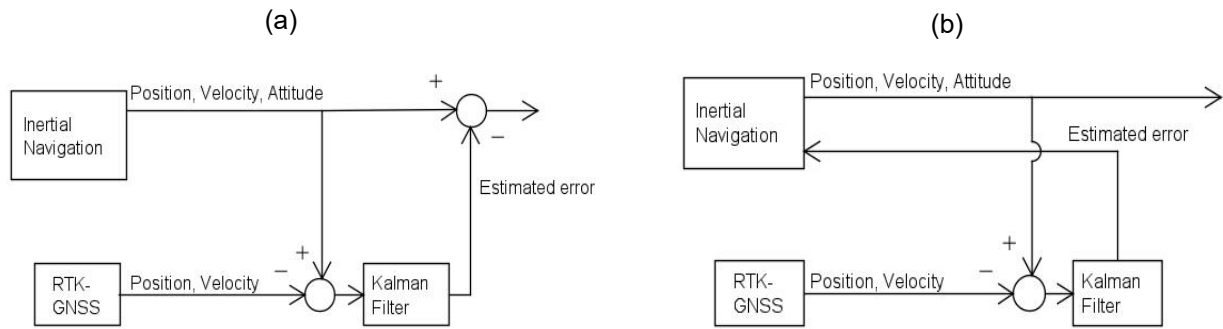 (a)
Position, Velocity, Attitude
+
Inertial
Navigation
−
Estimated error
+
−
RTK-
GNSS
Position, Velocity
Kalman
Filter
(b)
Position, Velocity, Attitude
Inertial
Navigation
Estimated error
+
−
RTK-
GNSS
Position, Velocity
Kalman
Filter